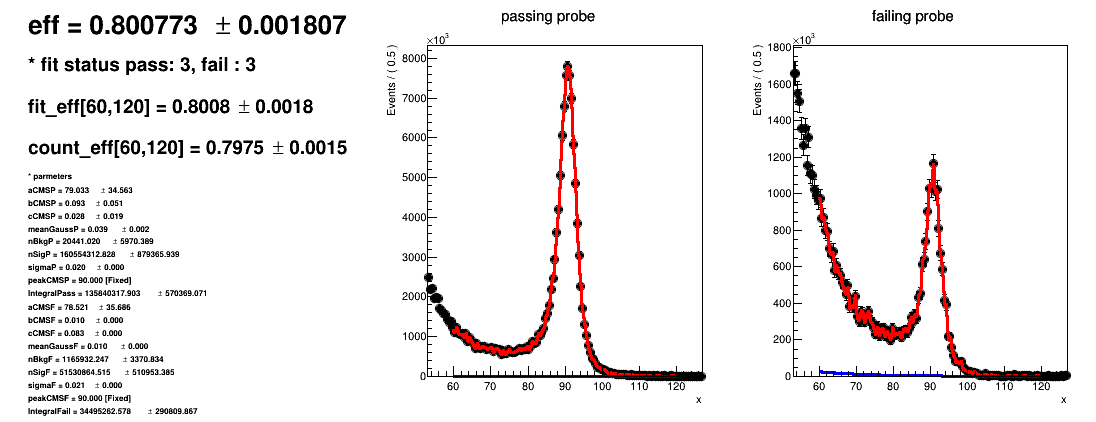 eff = 0.800773 ± 0.001807
* fit status pass: 3, fail : 3
fit_eff[60,120] = 0.8008 ± 0.0018
count_eff[60,120] = 0.7975 ± 0.0015
* parmeters
aCMSP = 79.033 ± 34.563
bCMSP = 0.093 ± 0.051
cCMSP = 0.028 ± 0.019
meanGaussP = 0.039 ± 0.002
nBkgP = 20441.020 ± 5970.389
nSigP = 160554312.828 ± 879365.939
sigmaP = 0.020 ± 0.000
peakCMSP = 90.000 [Fixed]
IntegralPass = 135840317.903 ± 570369.071
aCMSF = 78.521 ± 35.686
bCMSF = 0.010 ± 0.000
cCMSF = 0.083 ± 0.000
meanGaussF = 0.010 ± 0.000
nBkgF = 1165932.247 ± 3370.834
nSigF = 51530864.515 ± 510953.385
sigmaF = 0.021 ± 0.000
peakCMSF = 90.000 [Fixed]
IntegralFail = 34495262.578 ± 290809.867
passing probe
×10³
Events / ( 0.5 )
8000
7000
6000
5000
4000
3000
2000
1000
0
60 70 80 90 100 110 120
x
failing probe
×10³
Events / ( 0.5 )
1800
1600
1400
1200
1000
800
600
400
200
0
60 70 80 90 100 110 120
x